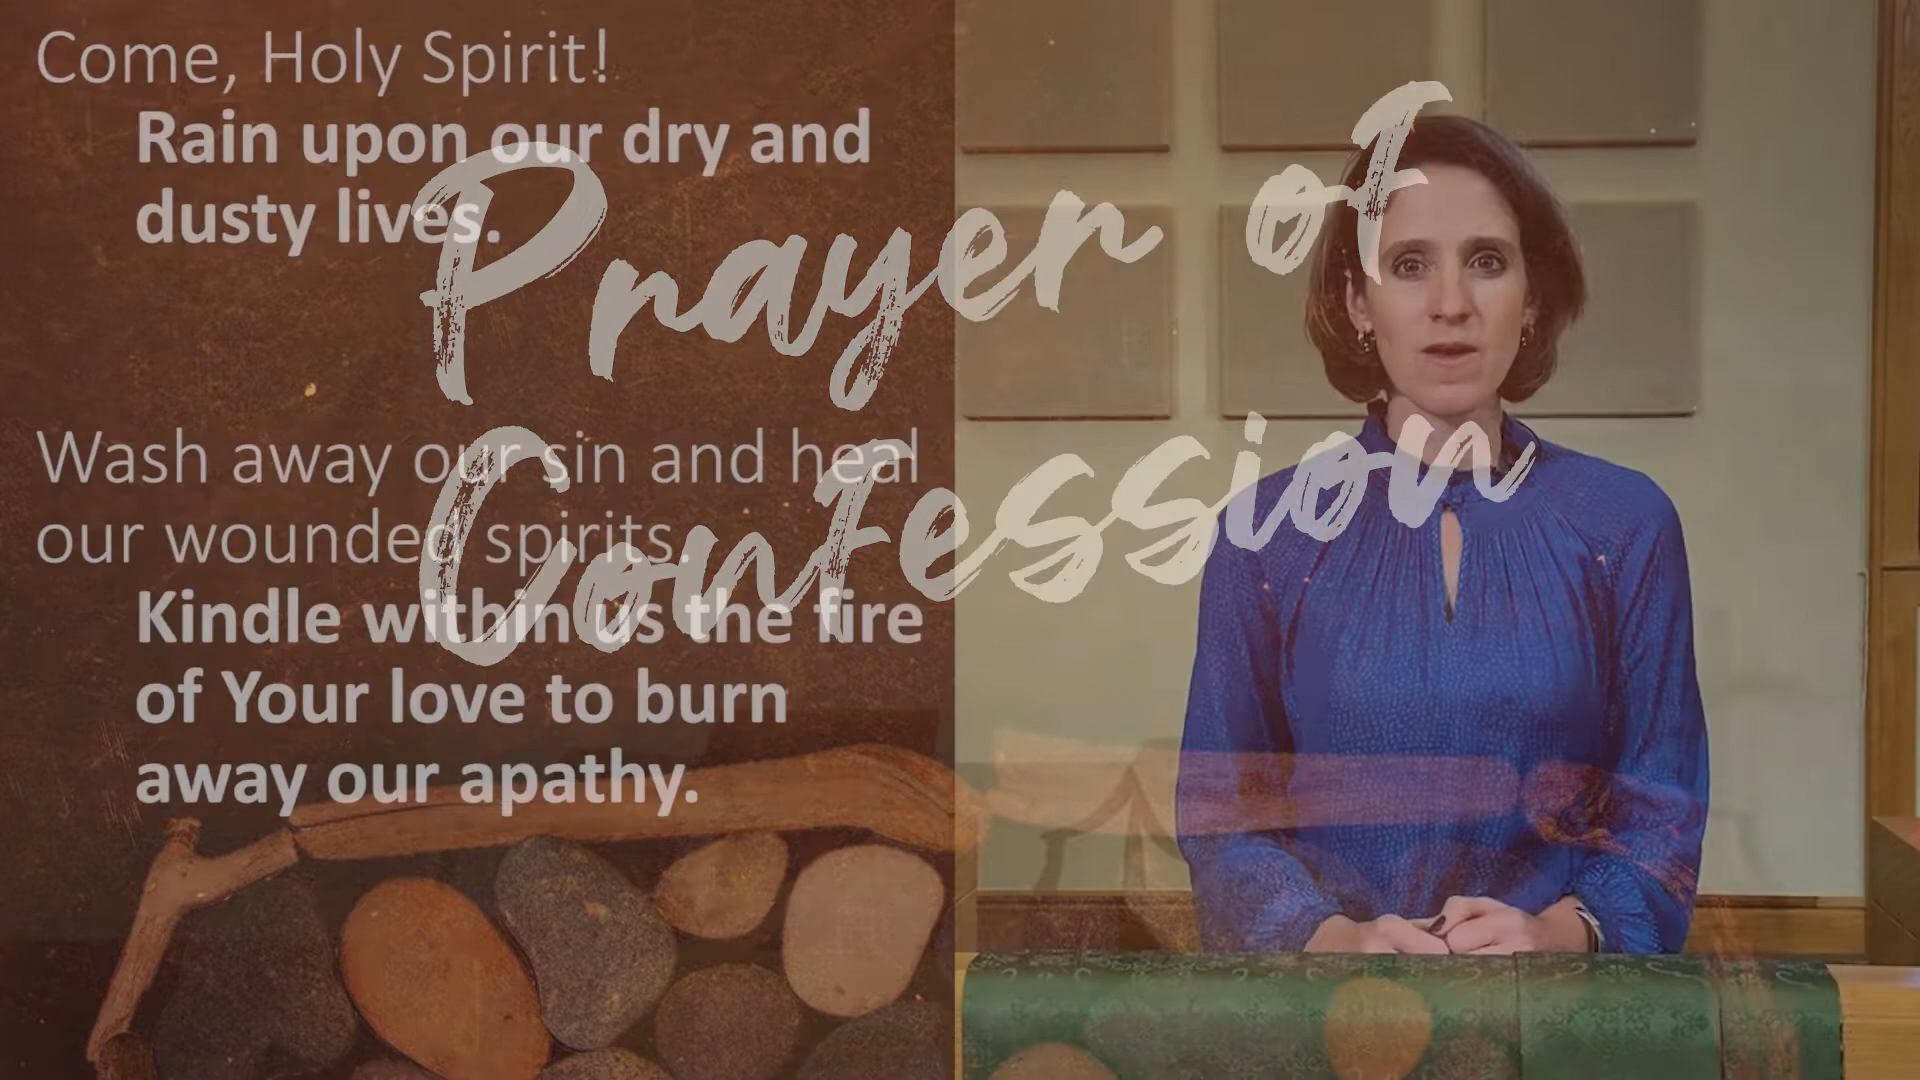 Come, Holy Spirit!
Rain upon our dry and
dusty lives.
Wash away our sin and heal
our wounded spirits.
Kindle within us the fire
of Your love to burn
away our apathy.
Prayer of
Confession